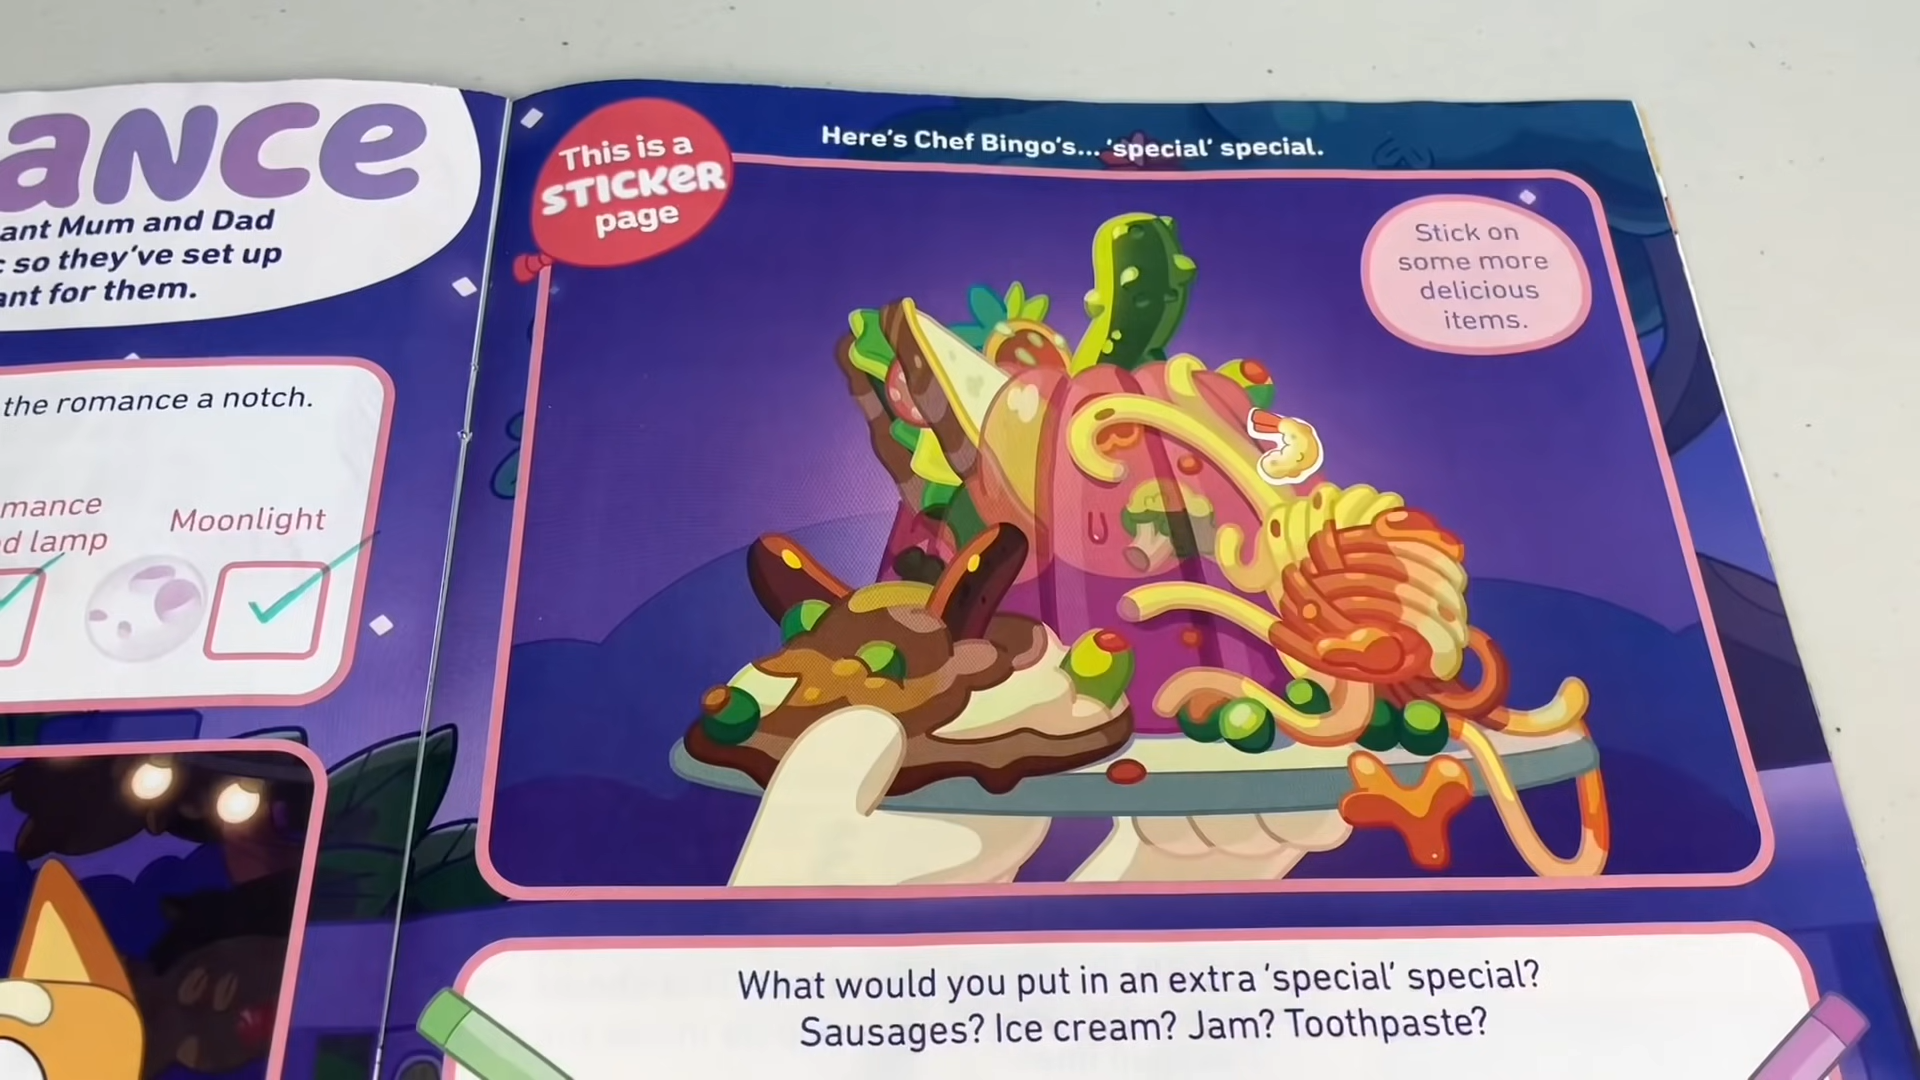 ance
ant Mum and Dad
so they've set up
ant for them.
the romance a notch.
mance
d lamp
Moonlight
This is a
STICKER
page
Here's Chef Bingo's... 'special' special.
Stick on
some more
delicious
items.
What would you put in an extra 'special' special?
Sausages? Ice cream? Jam? Toothpaste?